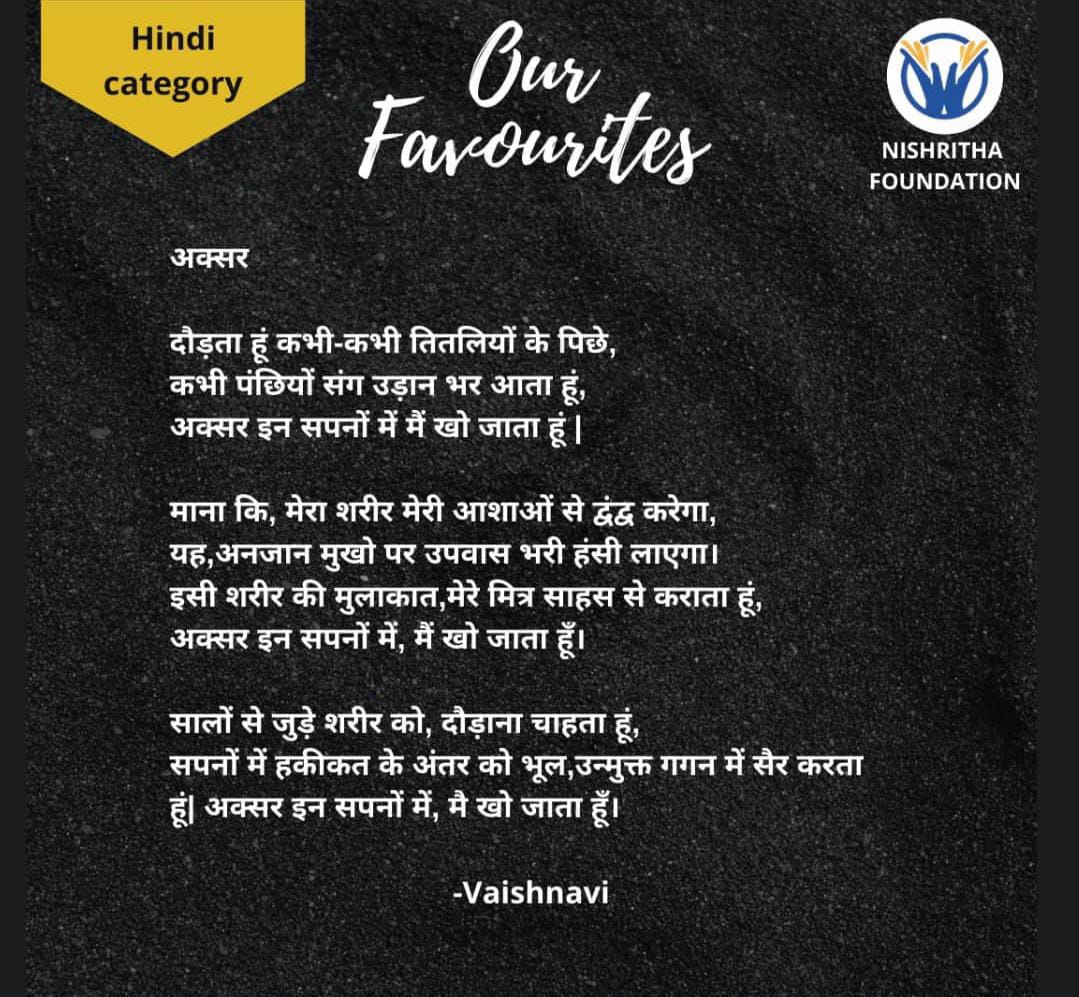 Hindi
category
Our
Favourites
NISHRITHA
FOUNDATION
अक्सर
दौड़ता हूं कभी-कभी तितलियों के पिछे,
कभी पंछियों संग उड़ान भर आता हूं,
अक्सर इन सपनों में मैं खो जाता हूं |
माना कि, मेरा शरीर मेरी आशाओं से द्वंद्व करेगा,
यह,अनजान मुखो पर उपवास भरी हंसी लाएगा।
इसी शरीर की मुलाकात,मेरे मित्र साहस से कराता हूं,
अक्सर इन सपनों में, मैं खो जाता हूँ।
सालों से जुड़े शरीर को, दौड़ाना चाहता हूं,
सपनों में हकीकत के अंतर को भूल,उन्मुक्त गगन में सैर करता
हूं| अक्सर इन सपनों में, मै खो जाता हूँ।
-Vaishnavi